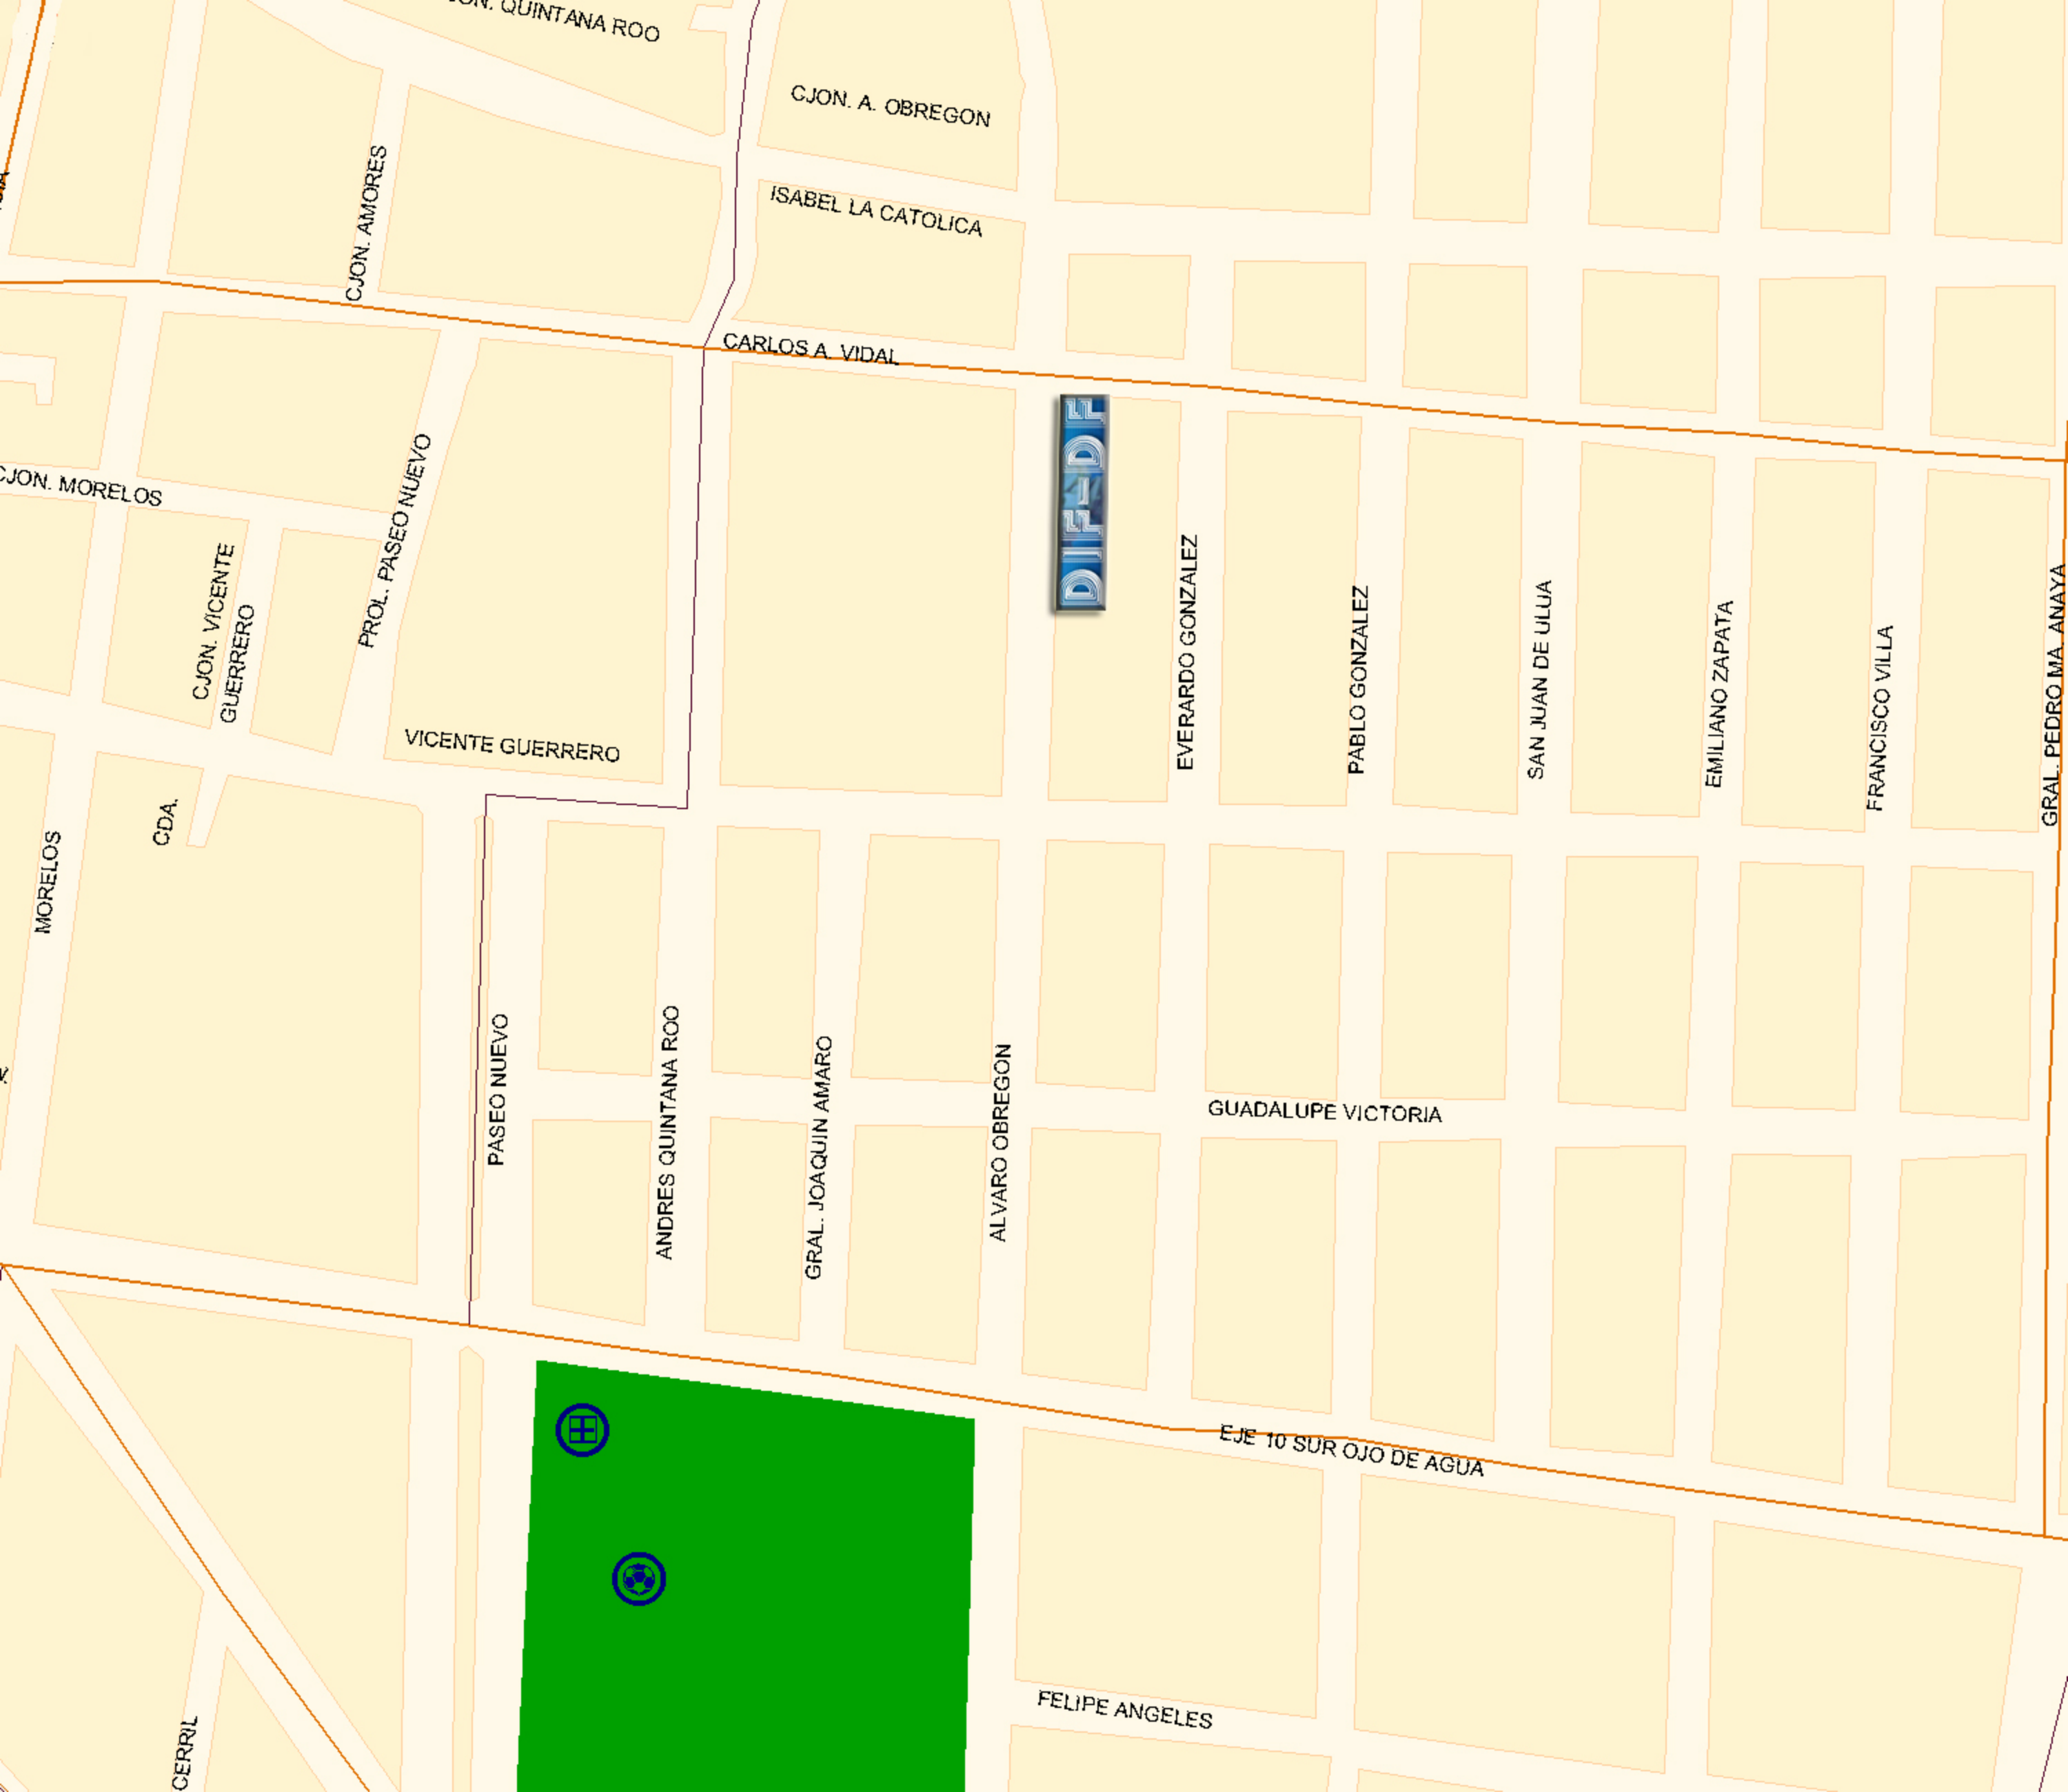 QUINTANA ROO
CJON. A. OBREGON
CJON. AMORES
ISABEL LA CATOLICA
CARLOS A. VIDAL
DIF-DF
CJON. MORELOS
PROL. PASEO NUEVO
CJON. VICENTE
GUERRERO
EVERARDO GONZALEZ
PABLO GONZALEZ
SAN JUAN DE ULUA
EMILIANO ZAPATA
FRANCISCO VILLA
GRAL. PEDRO MA. ANAYA
VICENTE GUERRERO
CDA.
MORELOS
PASEO NUEVO
ANDRES QUINTANA ROO
GRAL. JOAQUIN AMARO
ALVARO OBREGON
GUADALUPE VICTORIA
EJE 10 SUR OJO DE AGUA
FELIPE ANGELES
CERRIL